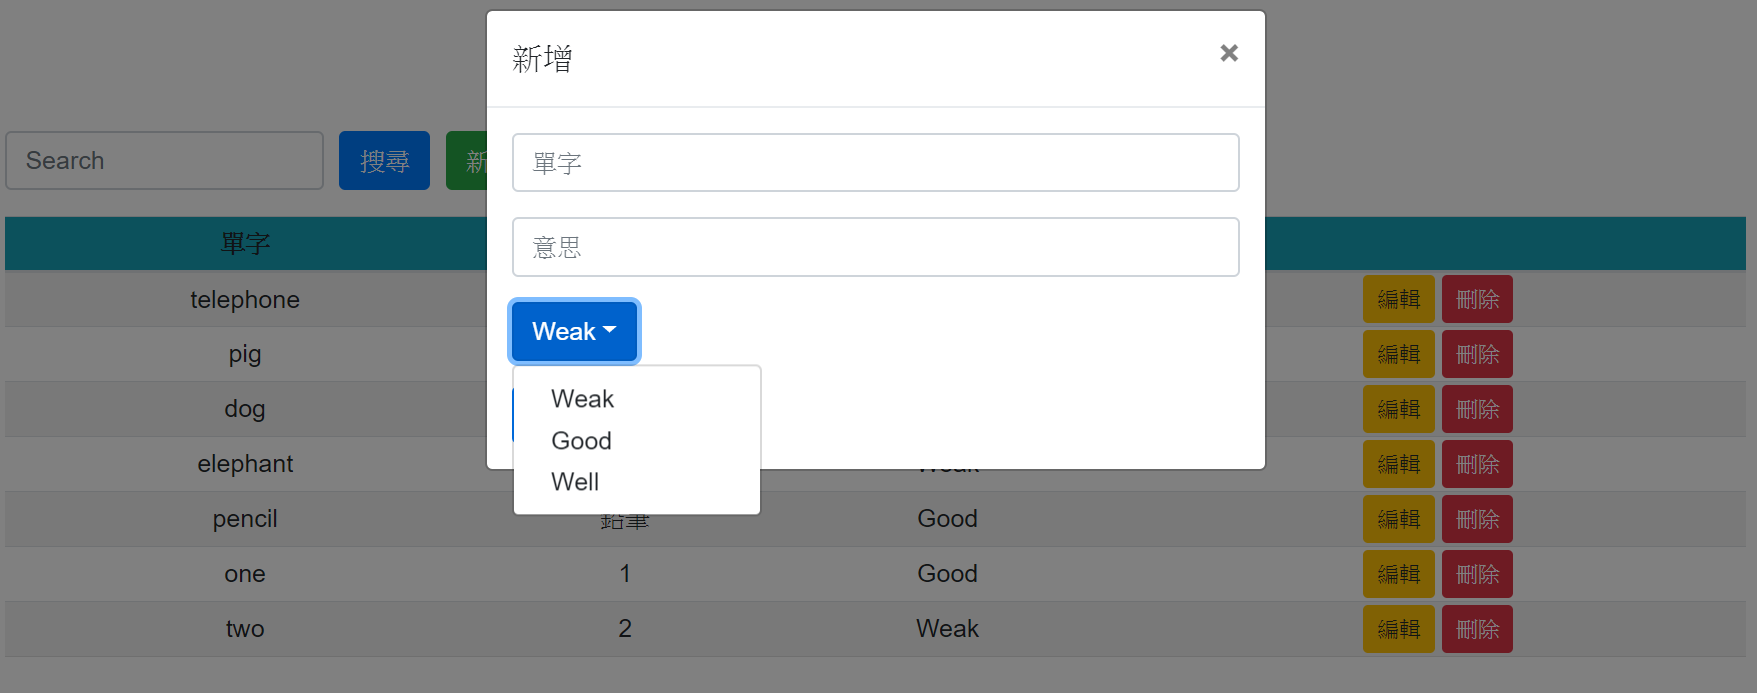 新增 ×
Search 搜尋 新
單字
單字
意思
telephone 編輯 刪除
Weak
pig 編輯 刪除
Weak
dog 編輯 刪除
Good
elephant Weak 編輯 刪除
Well
pencil 鉛筆 Good 編輯 刪除
one 1 Good 編輯 刪除
two 2 Weak 編輯 刪除